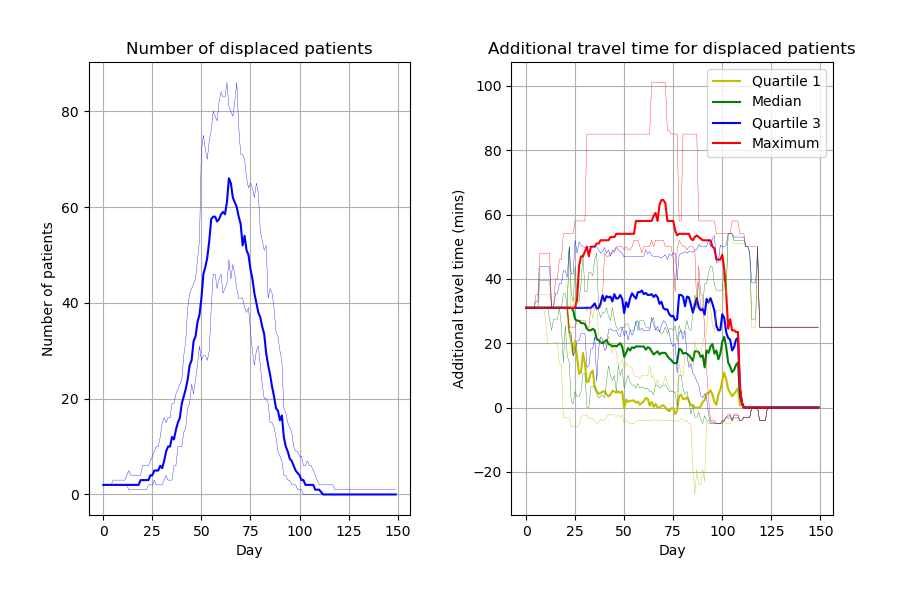 Number of displaced patients
Number of patients
80
60
40
20
0
0 25 50 75 100 125 150
Day
Additional travel time for displaced patients
Additional travel time (mins)
100
80
60
40
20
0
−20
0 25 50 75 100 125 150
Day
Quartile 1
Median
Quartile 3
Maximum